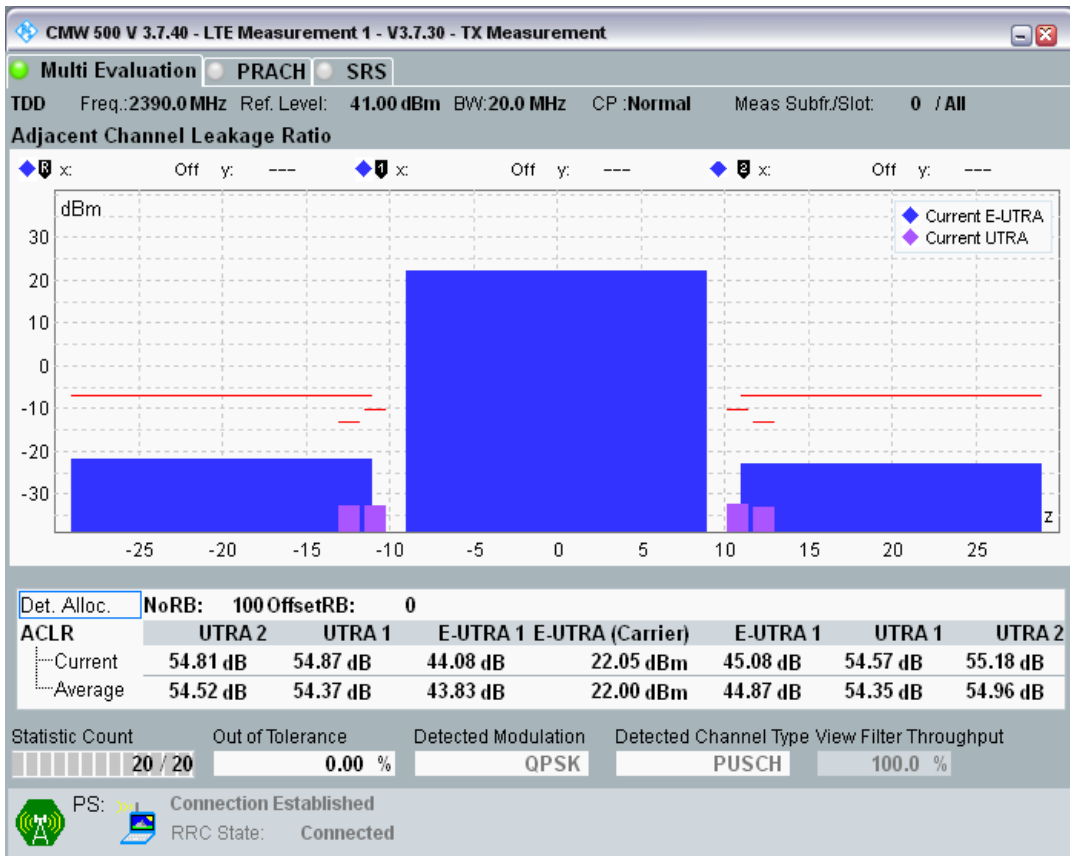 CMW 500 V 3.7.40 - LTE Measurement 1 - V3.7.30 - TX Measurement
Multi Evaluation PRACH SRS
TDD Freq.:2390.0 MHz Ref. Level: 41.00 dBm BW:20.0 MHz CP :Normal Meas Subfr./Slot: 0 / All
Adjacent Channel Leakage Ratio
R x: Off y: --- 1 x: Off y: --- 2 x: Off y: ---
dBm
Current E-UTRA
Current UTRA
30
20
10
0
-10
-20
-30
z
-25 -20 -15 -10 -5 0 5 10 15 20 25
Det. Alloc. NoRB: 100 OffsetRB: 0
ACLR UTRA 2 UTRA 1 E-UTRA 1 E-UTRA (Carrier) E-UTRA 1 UTRA 1 UTRA 2
Current 54.81 dB 54.87 dB 44.08 dB 22.05 dBm 45.08 dB 54.57 dB 55.18 dB
Average 54.52 dB 54.37 dB 43.83 dB 22.00 dBm 44.87 dB 54.35 dB 54.96 dB
Statistic Count Out of Tolerance Detected Modulation Detected Channel Type View Filter Throughput
20 / 20 0.00 % QPSK PUSCH 100.0 %
PS: Connection Established
RRC State: Connected